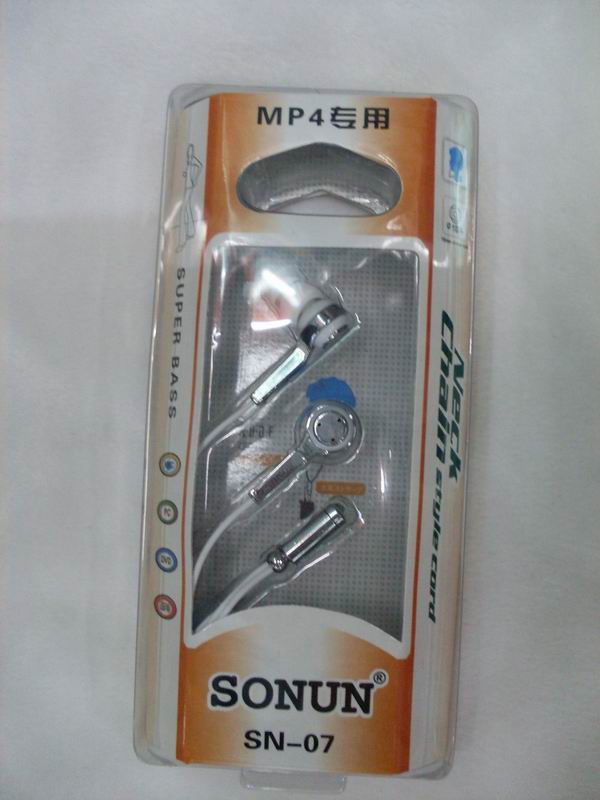 MP4专用
SUPER BASS
Neck
Chain style cord
SONUN®
SN-07